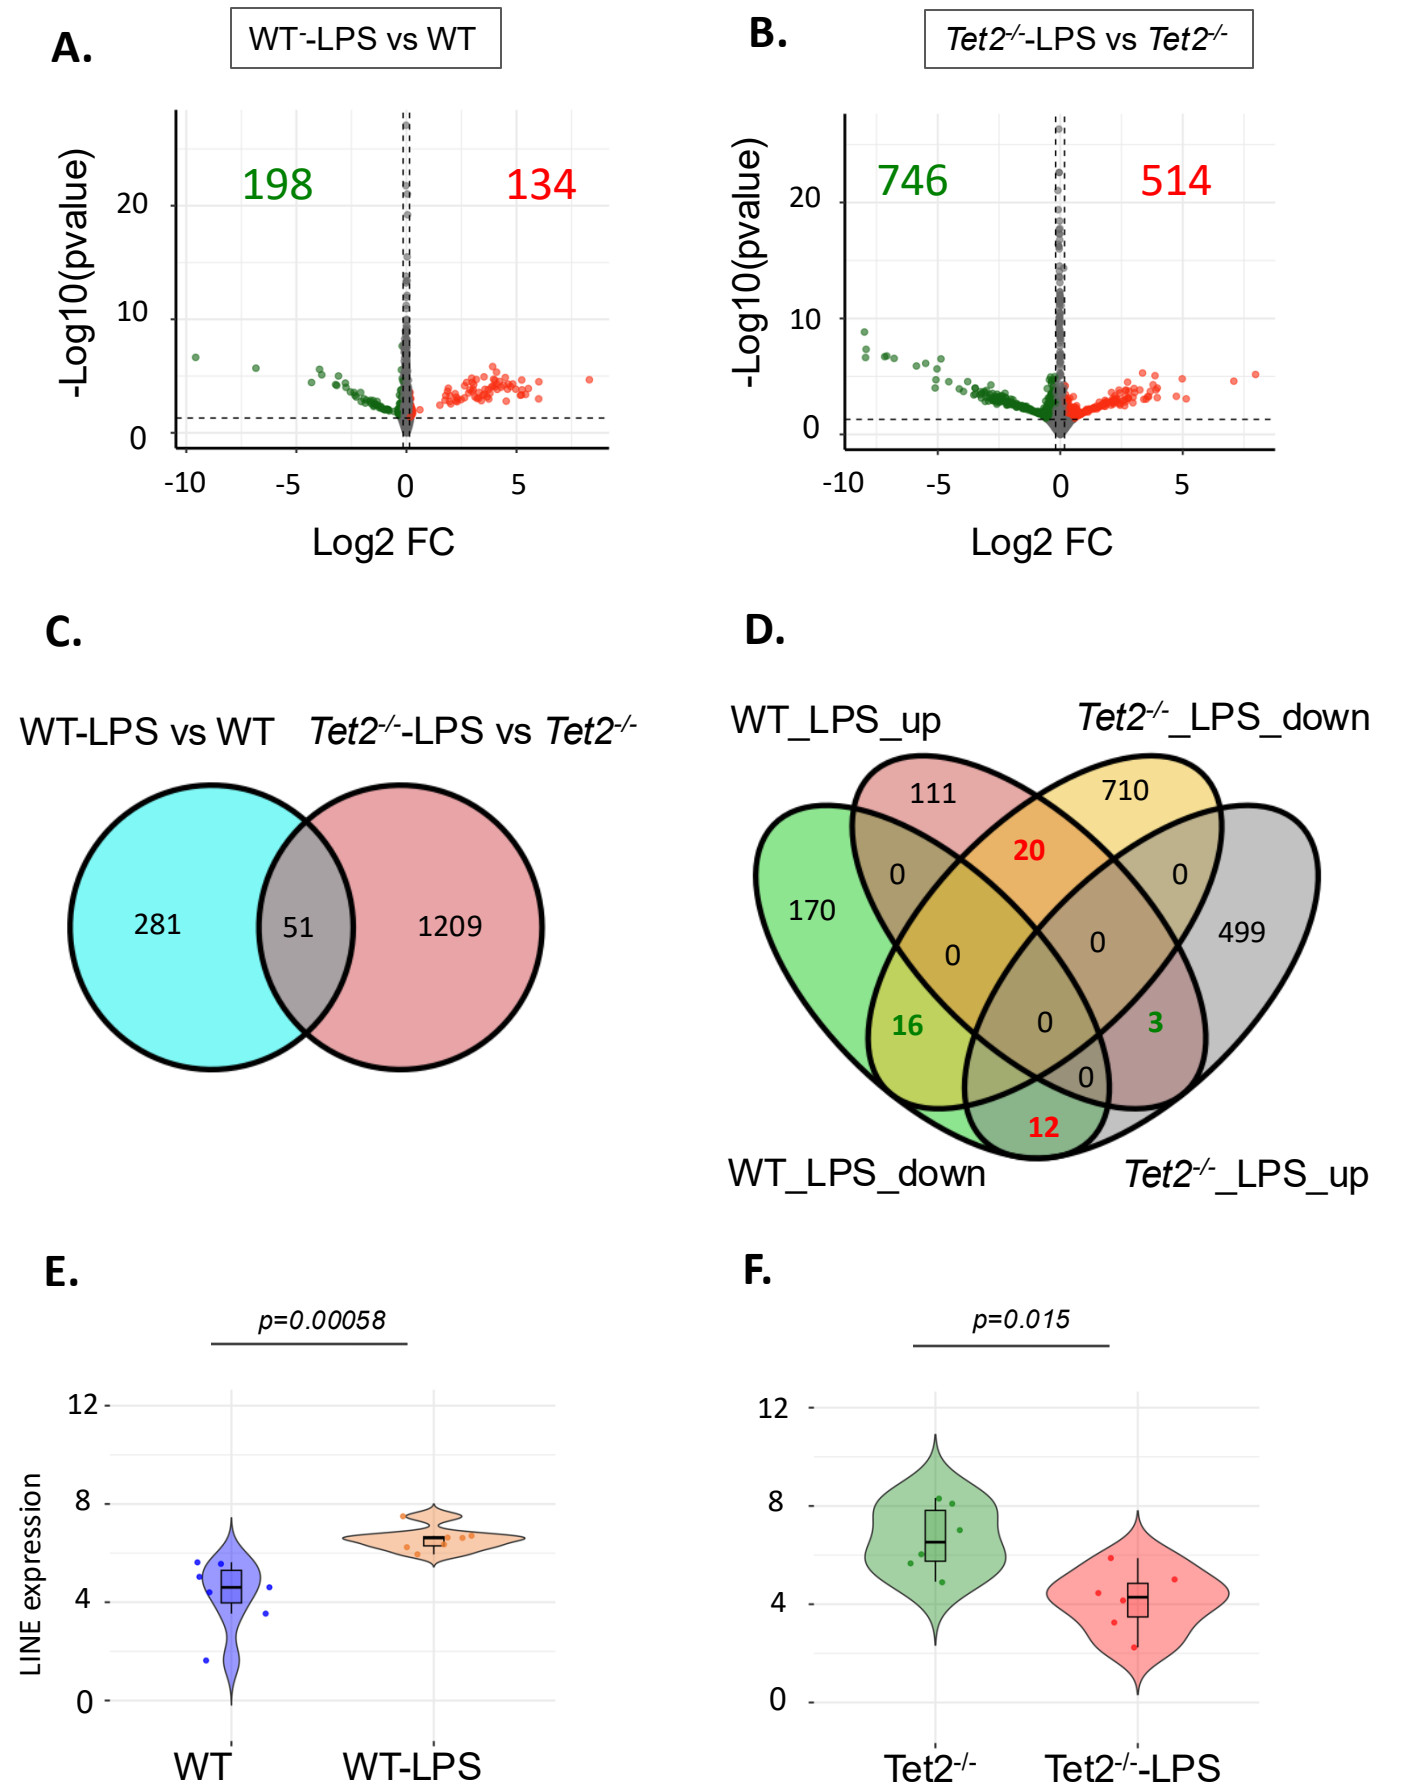 A.
WT⁻-LPS vs WT
-Log10(pvalue)
198
134
20
10
0
-10
-5
0
5
Log2 FC
B.
Tet2⁻/⁻-LPS vs Tet2⁻/⁻
-Log10(pvalue)
746
514
20
10
0
-10
-5
0
5
Log2 FC
C.
WT-LPS vs WT
Tet2⁻/⁻-LPS vs Tet2⁻/⁻
281
51
1209
D.
WT_LPS_up
Tet2⁻/⁻_LPS_down
111
710
20
0
0
170
499
0
0
16
0
3
0
12
WT_LPS_down
Tet2⁻/⁻_LPS_up
E.
p=0.00058
LINE expression
12
8
4
0
WT
WT-LPS
F.
p=0.015
12
8
4
0
Tet2⁻/⁻
Tet2⁻/⁻-LPS